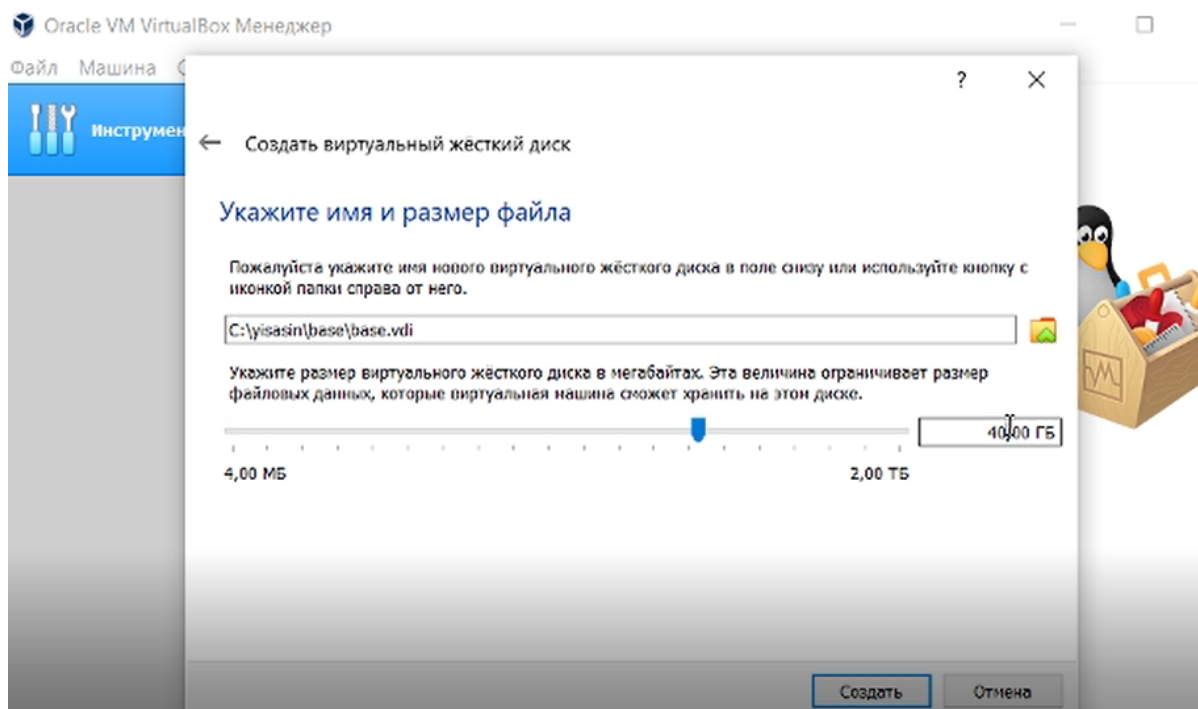 Oracle VM VirtualBox Менеджер
Файл Машина
?
Инструмен
Создать виртуальный жёсткий диск
Укажите имя и размер файла
Пожалуйста укажите имя нового виртуального жёсткого диска в поле снизу или используйте кнопку с
иконкой папки справа от него.
C:\yisasin\base\base.vdi
Укажите размер виртуального жёсткого диска в мегабайтах. Эта величина ограничивает размер
файловых данных, которые виртуальная машина сможет хранить на этом диске.
40,00 ГБ
4,00 МБ 2,00 ТБ
Создать Отмена